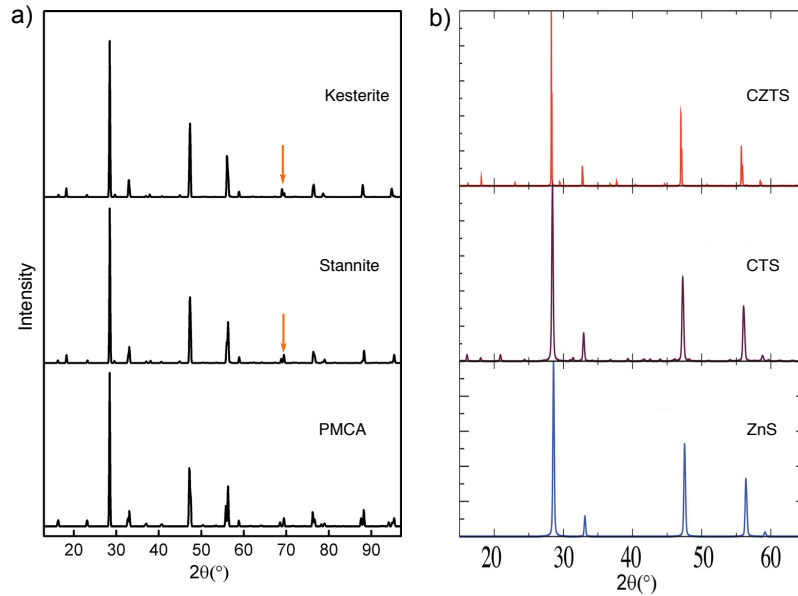 a)
Kesterite
Stannite
PMCA
Intensity
20 30 40 50 60 70 80 90
2θ(°)
b)
CZTS
CTS
ZnS
20 30 40 50 60
2θ(°)